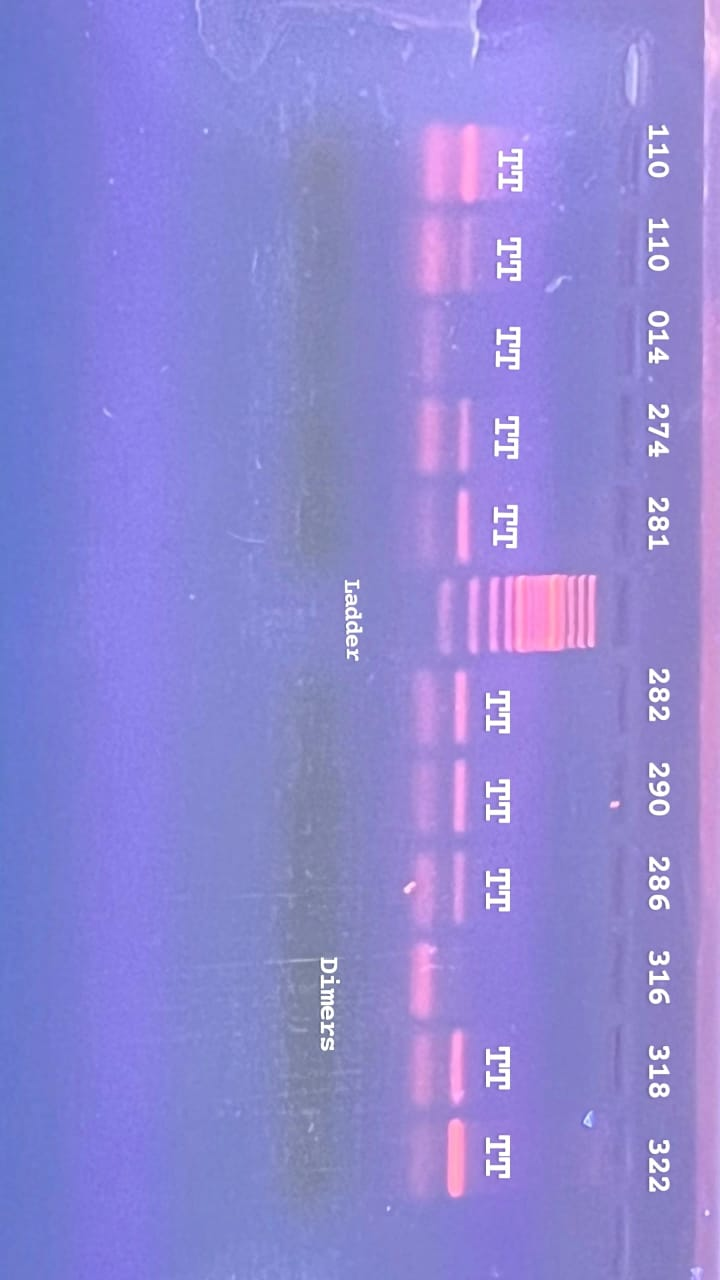 110 110 014 274 281 282 290 286 316 318 322
TT TT TT TT TT TT TT TT TT TT
Ladder
Dimers